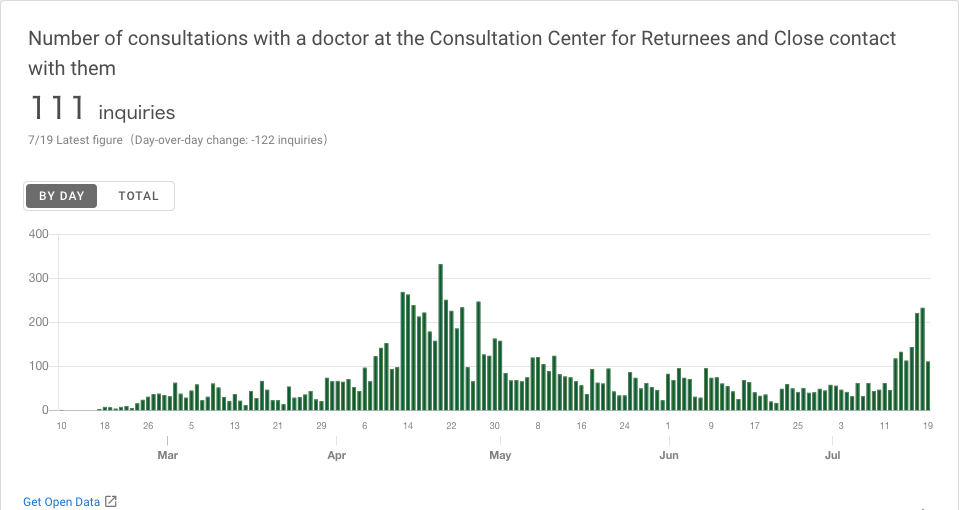 Number of consultations with a doctor at the Consultation Center for Returnees and Close contact
with them
111 inquiries
7/19 Latest figure (Day-over-day change: -122 inquiries)
BY DAY TOTAL
400
300
200
100
0
10 18 26 5 13 21 29 6 14 22 30 8 16 24 1 9 17 25 3 11 19
Mar Apr May Jun Jul
Get Open Data